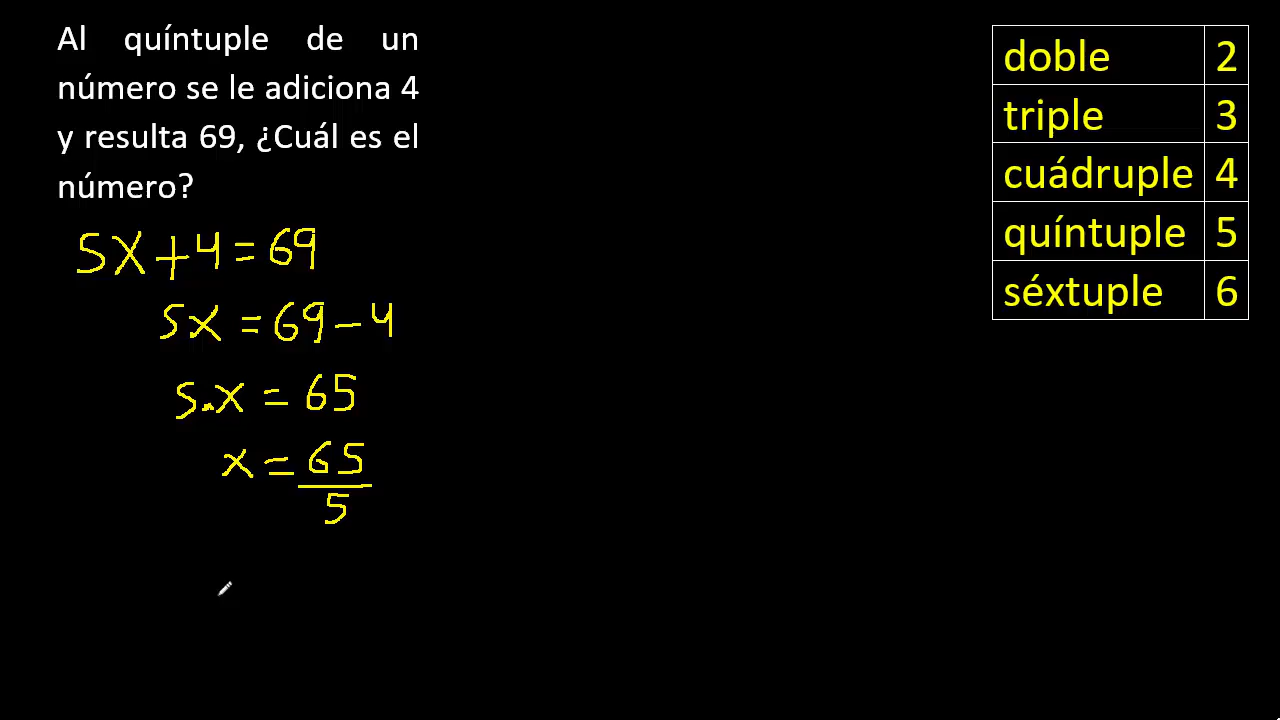 Al quíntuple de un
número se le adiciona 4
y resulta 69, ¿Cuál es el
número?
5X+4=69
5x = 69-4
5.x = 65
x = 65
5
doble 2
triple 3
cuádruple 4
quíntuple 5
séxtuple 6